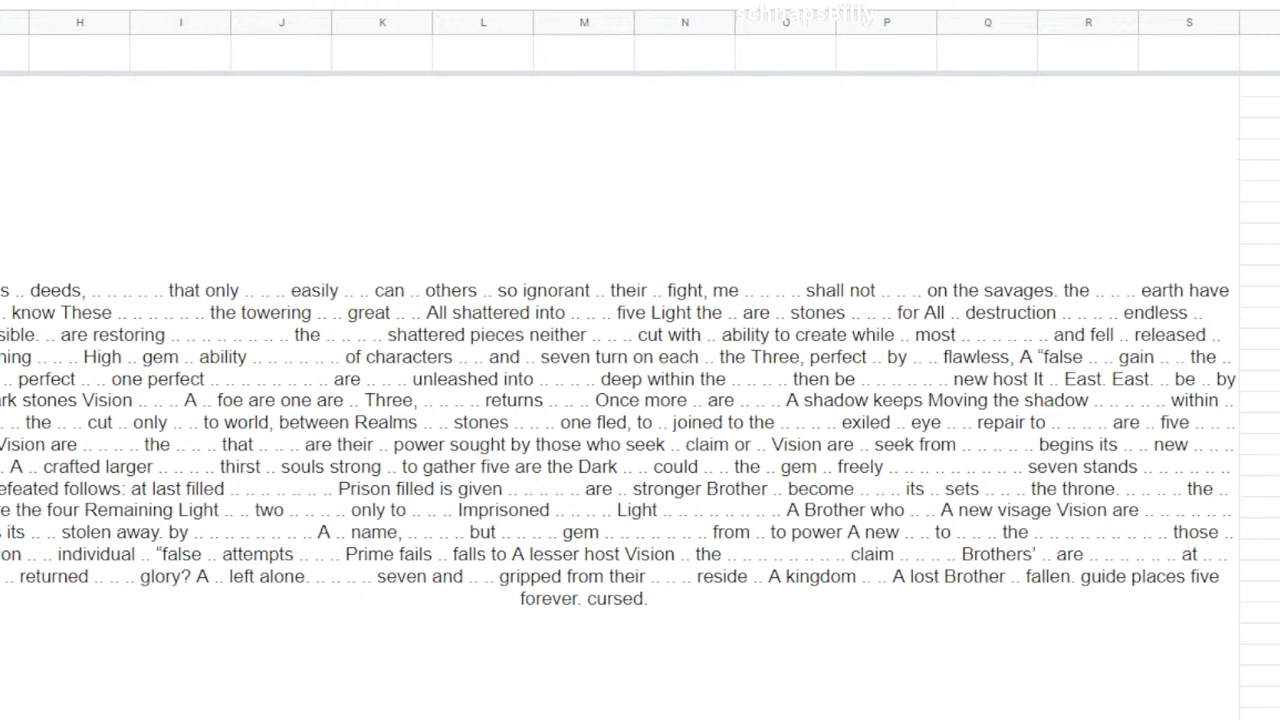 schnapsBilly
H I J K L M N O P Q R S
s .. deeds, .. .. .. .. .. that only .. .. .. easily .. .. can .. others .. so ignorant .. their .. fight, me .. .. .. .. shall not .. .. .. on the savages. the .. .. .. earth have
. know These .. .. .. .. .. the towering .. .. great .. .. All shattered into .. .. .. five Light the .. are .. stones .. .. .. for All .. destruction .. .. .. endless ..
sible. .. are restoring .. .. .. .. .. .. .. the .. .. .. .. shattered pieces neither .. .. .. cut with .. ability to create while .. most .. .. .. .. .. .. and fell .. released ..
ning .. .. .. High .. gem .. ability .. .. .. .. .. .. of characters .. .. and .. seven turn on each .. the Three, perfect .. by .. .. flawless, A “false .. .. gain .. .. the ..
.. perfect .. .. one perfect .. .. .. .. .. .. .. .. are .. .. .. unleashed into .. .. .. .. deep within the .. .. .. .. then be .. .. .. .. .. .. new host It .. East. East. .. be .. by
rk stones Vision .. .. .. A .. foe are one are .. Three, .. .. .. .. returns .. .. .. Once more .. are .. .. .. A shadow keeps Moving the shadow .. .. .. .. .. within ..
.. .. the .. .. cut .. only .. .. to world, between Realms .. .. stones .. .. .. one fled, to .. joined to the .. .. .. .. exiled .. eye .. .. repair to .. .. .. .. are .. five .. .. ..
Vision are .. .. .. the .. .. that .. .. .. are their .. power sought by those who seek .. claim or .. Vision are .. seek from .. .. .. .. .. begins its .. .. new .. .. ..
. A .. crafted larger .. .. .. .. thirst .. souls strong .. to gather five are the Dark .. .. could .. .. the .. gem .. freely .. .. .. .. .. .. .. .. .. seven stands .. .. .. .. .. ..
efeated follows: at last filled .. .. .. .. .. .. .. Prison filled is given .. .. .. .. .. are .. stronger Brother .. become .. .. its .. sets .. .. .. the throne. .. .. .. .. the ..
e the four Remaining Light .. .. two .. .. .. only to .. .. .. Imprisoned .. .. .. Light .. .. .. .. .. .. .. .. A Brother who .. .. A new visage Vision are .. .. .. .. .. ..
s its .. .. stolen away. by .. .. .. .. .. .. .. .. A .. name, .. .. .. .. but .. .. gem .. .. .. .. .. .. from .. .. to power A new .. .. to .. .. the .. .. .. .. .. .. .. .. those ..
ion .. .. individual .. “false .. attempts .. .. .. Prime fails .. falls to A lesser host Vision .. the .. .. .. .. .. .. .. claim .. .. .. Brothers’ .. are .. .. .. .. .. at .. ..
.. returned .. .. .. glory? A .. left alone. .. .. .. .. seven and .. .. gripped from their .. .. .. reside .. A kingdom .. .. A lost Brother .. fallen. guide places five
forever. cursed.